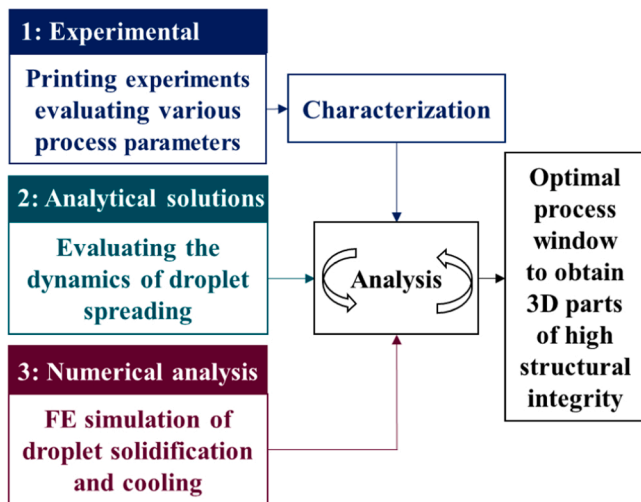 1: Experimental
Printing experiments
evaluating various
process parameters
Characterization
2: Analytical solutions
Evaluating the
dynamics of droplet
spreading
Analysis
3: Numerical analysis
FE simulation of
droplet solidification
and cooling
Optimal
process
window
to obtain
3D parts
of high
structural
integrity